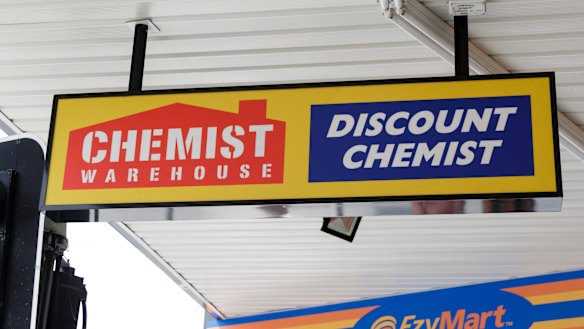 CHEMIST
WAREHOUSE
DISCOUNT
CHEMIST
EzyMart